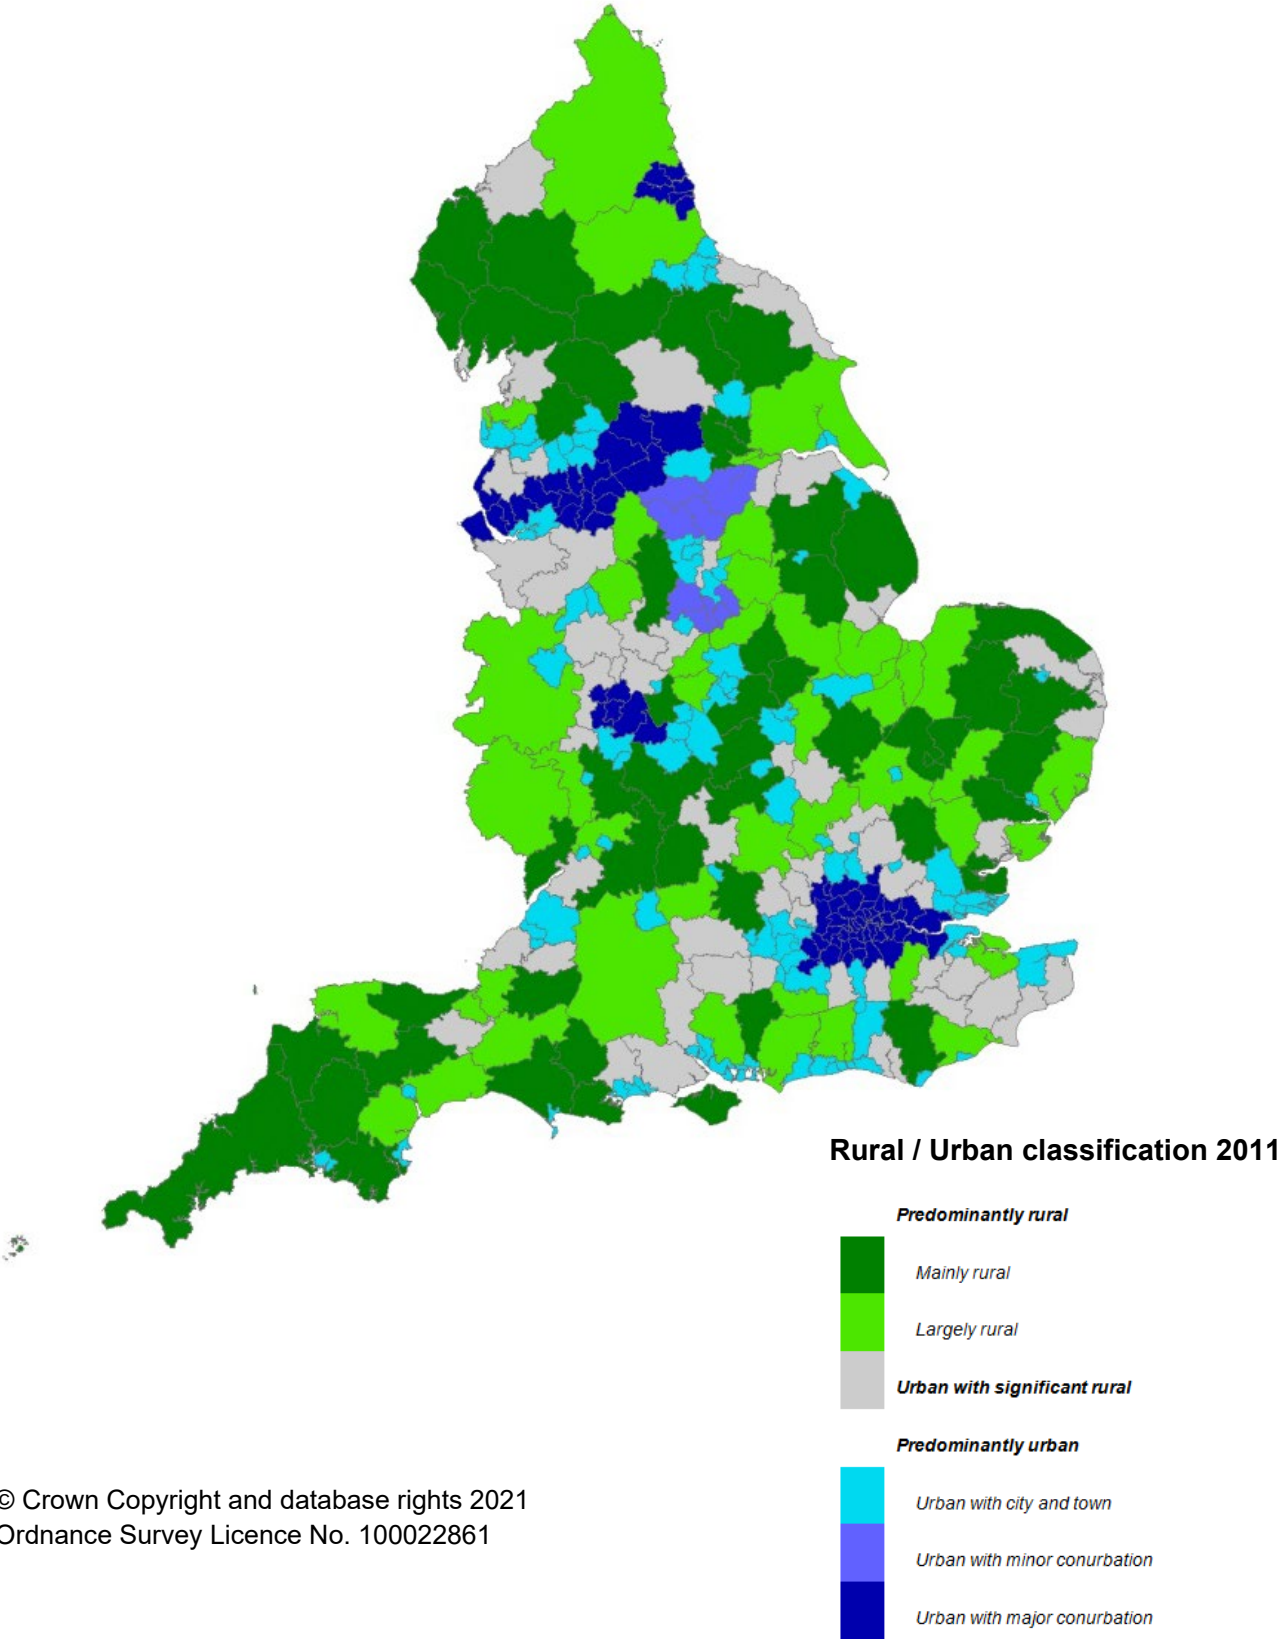 Rural / Urban classification 2011
Predominantly rural
Mainly rural
Largely rural
Urban with significant rural
Predominantly urban
Urban with city and town
Urban with minor conurbation
Urban with major conurbation
© Crown Copyright and database rights 2021
Ordnance Survey Licence No. 100022861